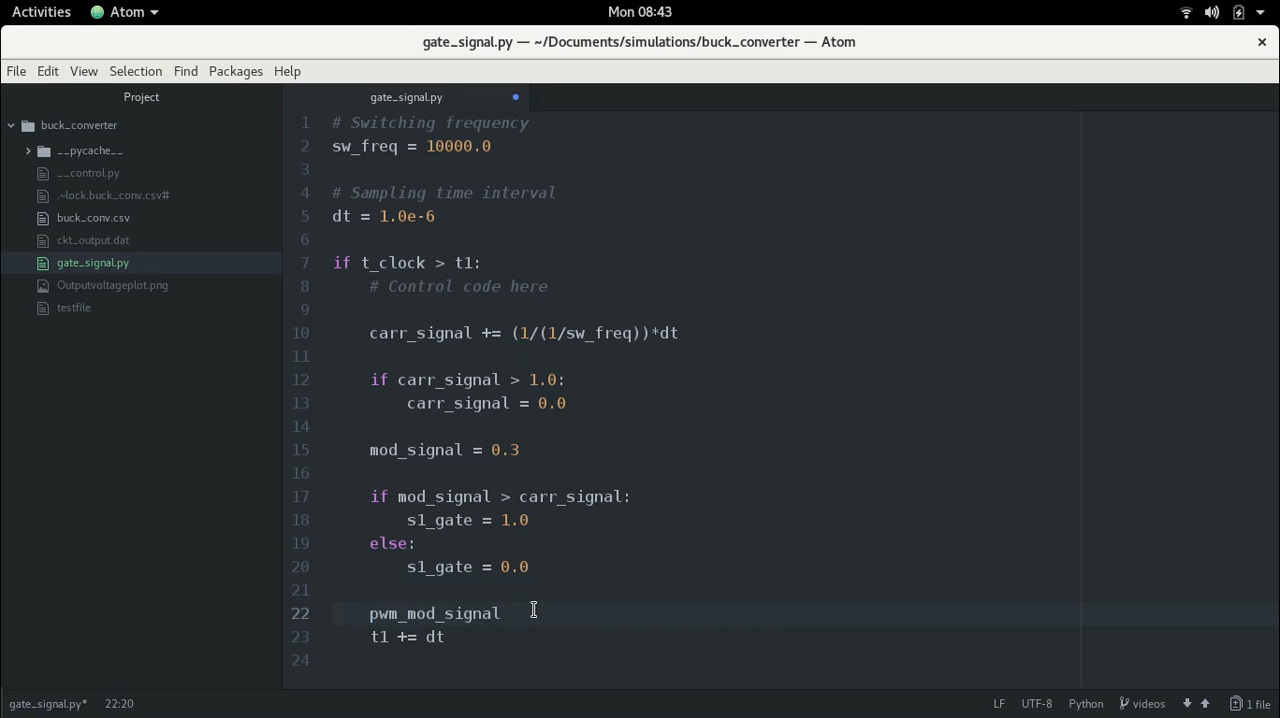 Activities Atom Mon 08:43
gate_signal.py — ~/Documents/simulations/buck_converter — Atom
File Edit View Selection Find Packages Help
Project gate_signal.py
buck_converter
__pycache__
__control.py
.~lock.buck_conv.csv#
buck_conv.csv
ckt_output.dat
gate_signal.py
Outputvoltageplot.png
testfile
1 # Switching frequency
2 sw_freq = 10000.0
3
4 # Sampling time interval
5 dt = 1.0e-6
6
7 if t_clock > t1:
8 # Control code here
9
10 carr_signal += (1/(1/sw_freq))*dt
11
12 if carr_signal > 1.0:
13 carr_signal = 0.0
14
15 mod_signal = 0.3
16
17 if mod_signal > carr_signal:
18 s1_gate = 1.0
19 else:
20 s1_gate = 0.0
21
22 pwm_mod_signal
23 t1 += dt
24
gate_signal.py* 22:20 LF UTF-8 Python videos 1 file